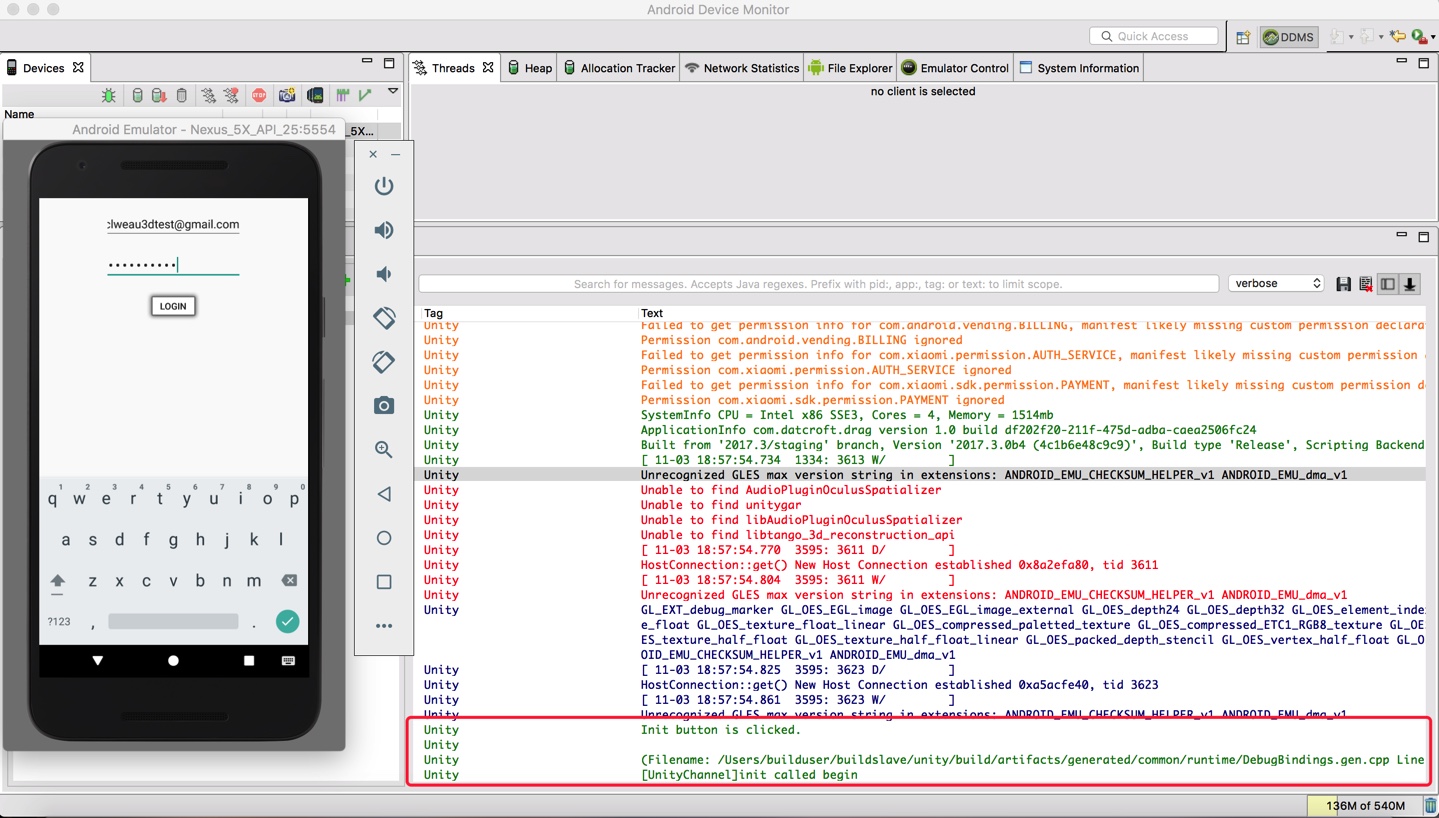 Android Device Monitor
Quick Access
DDMS
Devices
Threads
Heap
Allocation Tracker
Network Statistics
File Explorer
Emulator Control
System Information
no client is selected
STOP
Name
_5X...
Android Emulator - Nexus_5X_API_25:5554
clweau3dtest@gmail.com
LOGIN
1 2 3 4 5 6 7 8 9 0
q w e r t y u i o p
a s d f g h j k l
z x c v b n m
?123 , .
Search for messages. Accepts Java regexes. Prefix with pid:, app:, tag: or text: to limit scope.
verbose
Tag Text
Unity Failed to get permission info for com.android.vending.BILLING, manifest likely missing custom permission declara
Unity Permission com.android.vending.BILLING ignored
Unity Failed to get permission info for com.xiaomi.permission.AUTH_SERVICE, manifest likely missing custom permission
Unity Permission com.xiaomi.permission.AUTH_SERVICE ignored
Unity Failed to get permission info for com.xiaomi.sdk.permission.PAYMENT, manifest likely missing custom permission de
Unity Permission com.xiaomi.sdk.permission.PAYMENT ignored
Unity SystemInfo CPU = Intel x86 SSE3, Cores = 4, Memory = 1514mb
Unity ApplicationInfo com.datcroft.drag version 1.0 build df202f20-211f-475d-adba-caea2506fc24
Unity Built from '2017.3/staging' branch, Version '2017.3.0b4 (4c1b6e48c9c9)', Build type 'Release', Scripting Backend
Unity [ 11-03 18:57:54.734 1334: 3613 W/ ]
Unity Unrecognized GLES max version string in extensions: ANDROID_EMU_CHECKSUM_HELPER_v1 ANDROID_EMU_dma_v1
Unity Unable to find AudioPluginOculusSpatializer
Unity Unable to find unitygar
Unity Unable to find libAudioPluginOculusSpatializer
Unity Unable to find libtango_3d_reconstruction_api
Unity [ 11-03 18:57:54.770 3595: 3611 D/ ]
Unity HostConnection::get() New Host Connection established 0x8a2efa80, tid 3611
Unity [ 11-03 18:57:54.804 3595: 3611 W/ ]
Unity Unrecognized GLES max version string in extensions: ANDROID_EMU_CHECKSUM_HELPER_v1 ANDROID_EMU_dma_v1
Unity GL_EXT_debug_marker GL_OES_EGL_image GL_OES_EGL_image_external GL_OES_depth24 GL_OES_depth32 GL_OES_element_inde
e_float GL_OES_texture_float_linear GL_OES_compressed_paletted_texture GL_OES_compressed_ETC1_RGB8_texture GL_OE
ES_texture_half_float GL_OES_texture_half_float_linear GL_OES_packed_depth_stencil GL_OES_vertex_half_float GL_O
OID_EMU_CHECKSUM_HELPER_v1 ANDROID_EMU_dma_v1
Unity [ 11-03 18:57:54.825 3595: 3623 D/ ]
Unity HostConnection::get() New Host Connection established 0xa5acfe40, tid 3623
Unity [ 11-03 18:57:54.861 3595: 3623 W/ ]
Unity Unrecognized GLES max version string in extensions: ANDROID_EMU_CHECKSUM_HELPER_v1 ANDROID_EMU_dma_v1
Unity Init button is clicked.
Unity
Unity (Filename: /Users/builduser/buildslave/unity/build/artifacts/generated/common/runtime/DebugBindings.gen.cpp Line
Unity [UnityChannel]init called begin
136M of 540M